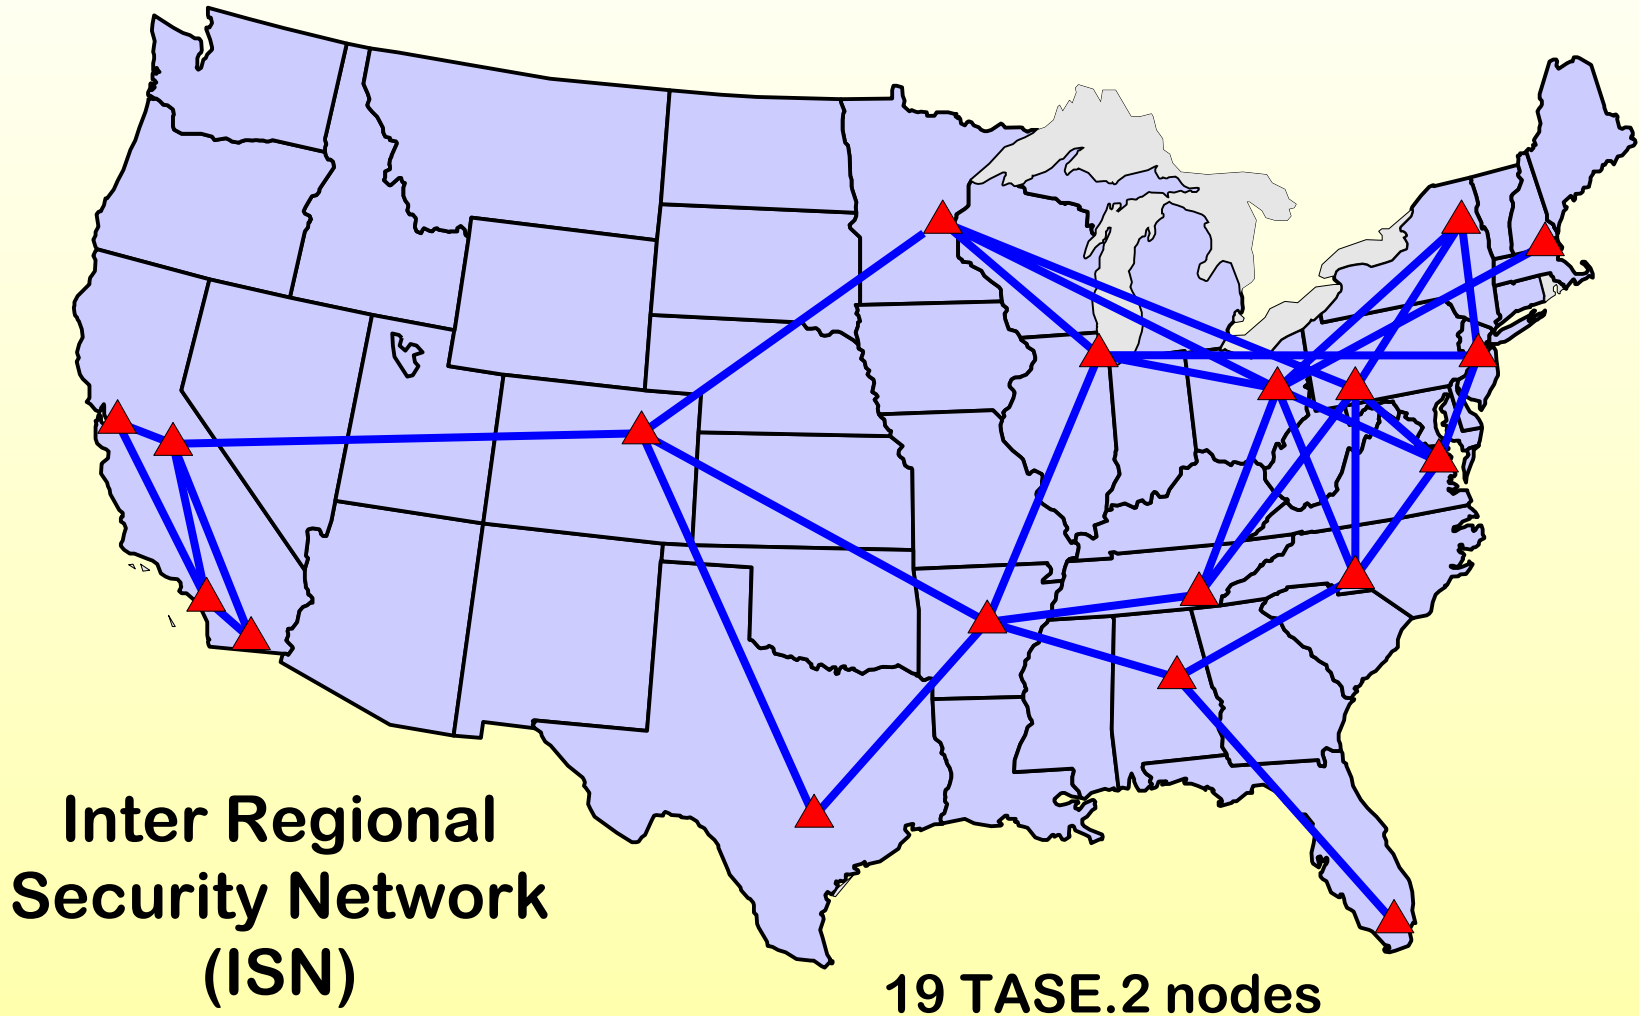 Inter Regional
Security Network
(ISN)
19 TASE.2 nodes